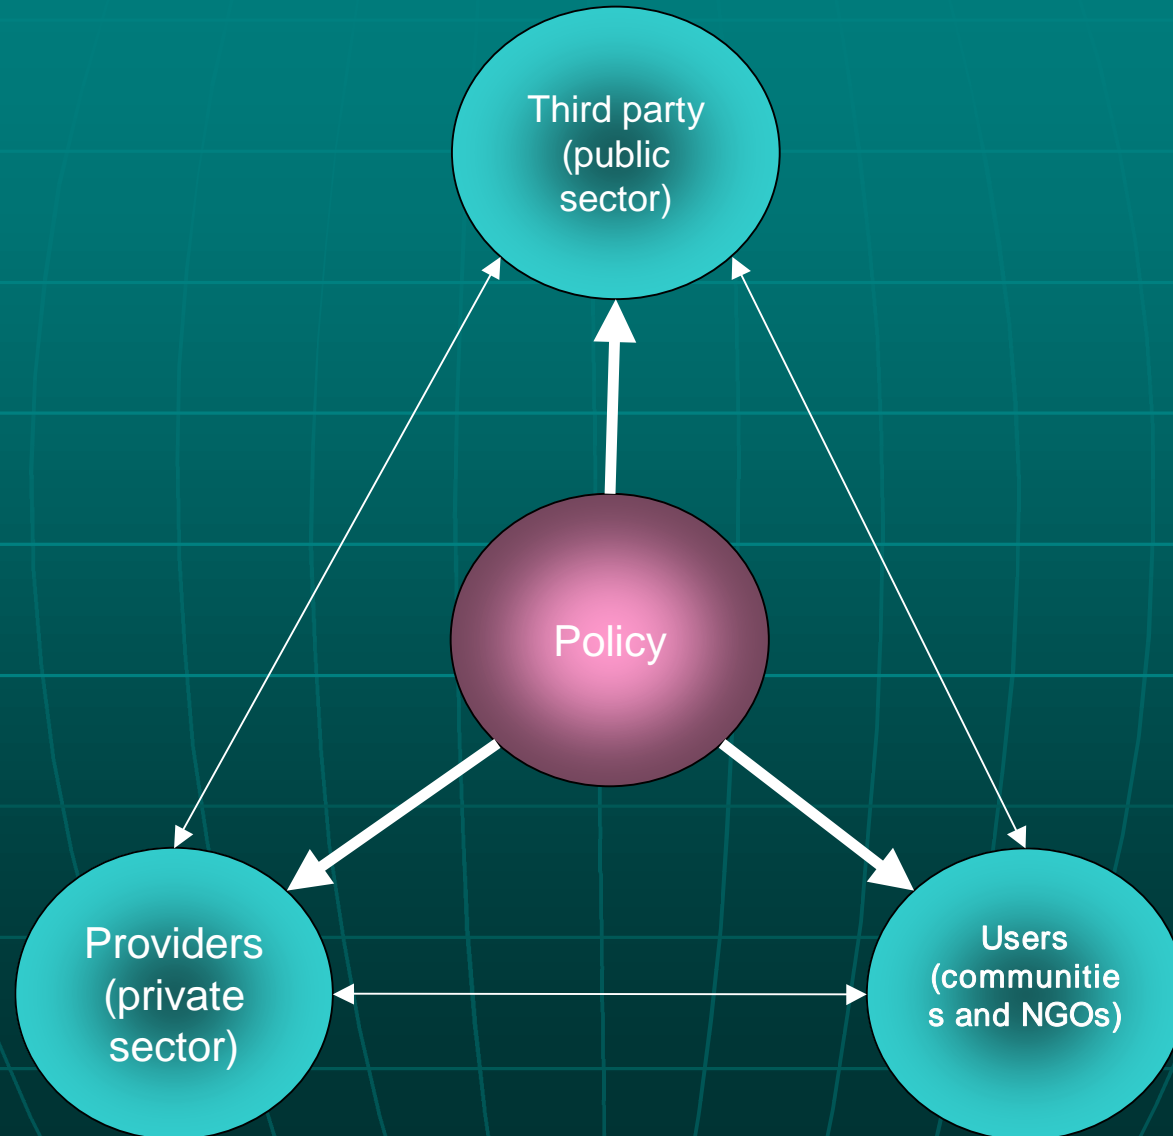 Third party
(public
sector)
Policy
Providers
(private
sector)
Users
(communitie
s and NGOs)